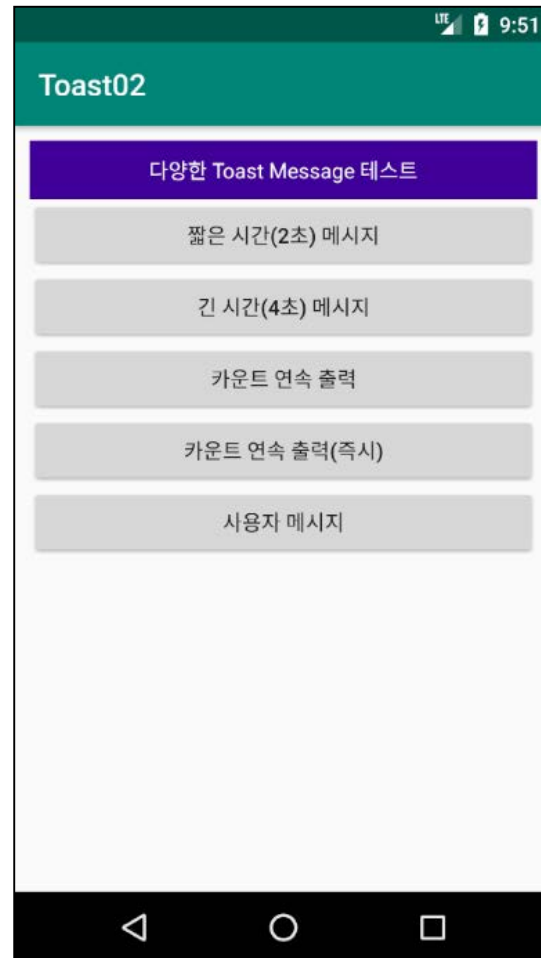 LTE 9:51
Toast02
다양한 Toast Message 테스트
짧은 시간(2초) 메시지
긴 시간(4초) 메시지
카운트 연속 출력
카운트 연속 출력(즉시)
사용자 메시지